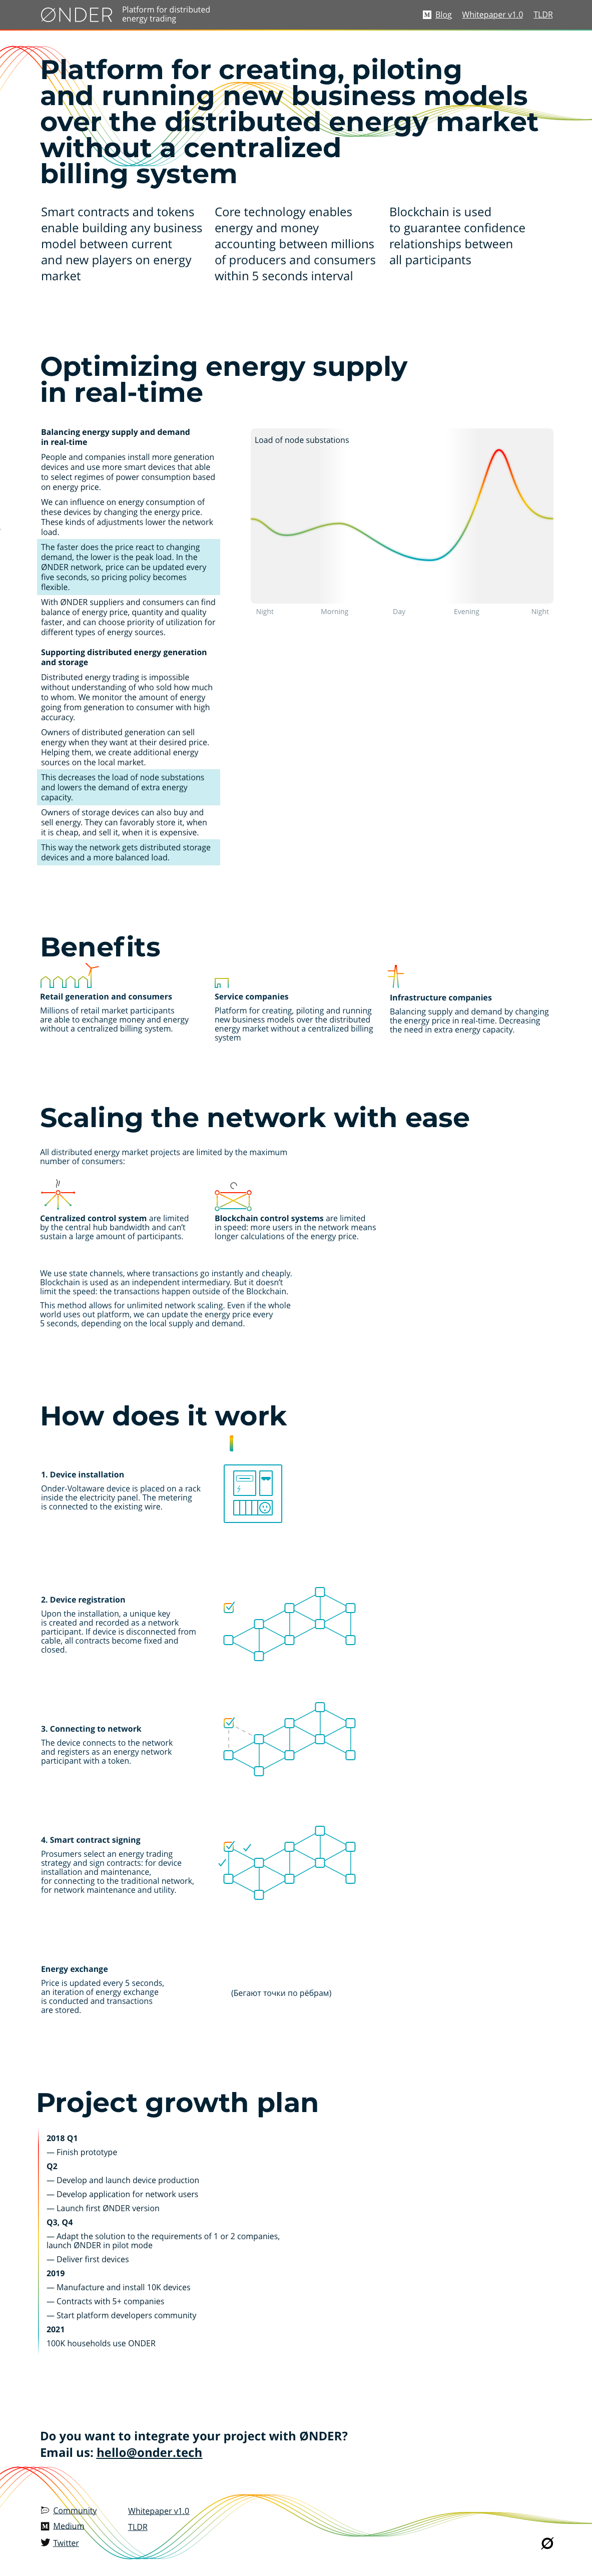 ØNDER
Platform for distributed
energy trading
Blog
Whitepaper v1.0
TLDR
Platform for creating, piloting
and running new business models
over the distributed energy market
without a centralized
billing system
Smart contracts and tokens
enable building any business
model between current
and new players on energy
market
Core technology enables
energy and money
accounting between millions
of producers and consumers
within 5 seconds interval
Blockchain is used
to guarantee confidence
relationships between
all participants
Optimizing energy supply
in real-time
Balancing energy supply and demand
in real-time
People and companies install more generation
devices and use more smart devices that able
to select regimes of power consumption based
on energy price.
We can influence on energy consumption of
these devices by changing the energy price.
These kinds of adjustments lower the network
load.
The faster does the price react to changing
demand, the lower is the peak load. In the
ØNDER network, price can be updated every
five seconds, so pricing policy becomes
flexible.
With ØNDER suppliers and consumers can find
balance of energy price, quantity and quality
faster, and can choose priority of utilization for
different types of energy sources.
Supporting distributed energy generation
and storage
Distributed energy trading is impossible
without understanding of who sold how much
to whom. We monitor the amount of energy
going from generation to consumer with high
accuracy.
Owners of distributed generation can sell
energy when they want at their desired price.
Helping them, we create additional energy
sources on the local market.
This decreases the load of node substations
and lowers the demand of extra energy
capacity.
Owners of storage devices can also buy and
sell energy. They can favorably store it, when
it is cheap, and sell it, when it is expensive.
This way the network gets distributed storage
devices and a more balanced load.
Load of node substations
Night
Morning
Day
Evening
Night
Benefits
Retail generation and consumers
Millions of retail market participants
are able to exchange money and energy
without a centralized billing system.
Service companies
Platform for creating, piloting and running
new business models over the distributed
energy market without a centralized billing
system
Infrastructure companies
Balancing supply and demand by changing
the energy price in real-time. Decreasing
the need in extra energy capacity.
Scaling the network with ease
All distributed energy market projects are limited by the maximum
number of consumers:
Centralized control system are limited
by the central hub bandwidth and can't
sustain a large amount of participants.
Blockchain control systems are limited
in speed: more users in the network means
longer calculations of the energy price.
We use state channels, where transactions go instantly and cheaply.
Blockchain is used as an independent intermediary. But it doesn't
limit the speed: the transactions happen outside of the Blockchain.
This method allows for unlimited network scaling. Even if the whole
world uses out platform, we can update the energy price every
5 seconds, depending on the local supply and demand.
How does it work
1. Device installation
Onder-Voltaware device is placed on a rack
inside the electricity panel. The metering
is connected to the existing wire.
2. Device registration
Upon the installation, a unique key
is created and recorded as a network
participant. If device is disconnected from
cable, all contracts become fixed and
closed.
3. Connecting to network
The device connects to the network
and registers as an energy network
participant with a token.
4. Smart contract signing
Prosumers select an energy trading
strategy and sign contracts: for device
installation and maintenance,
for connecting to the traditional network,
for network maintenance and utility.
Energy exchange
Price is updated every 5 seconds,
an iteration of energy exchange
is conducted and transactions
are stored.
(Бегают точки по рёбрам)
Project growth plan
2018 Q1
— Finish prototype
Q2
— Develop and launch device production
— Develop application for network users
— Launch first ØNDER version
Q3, Q4
— Adapt the solution to the requirements of 1 or 2 companies,
launch ØNDER in pilot mode
— Deliver first devices
2019
— Manufacture and install 10K devices
— Contracts with 5+ companies
— Start platform developers community
2021
100K households use ONDER
Do you want to integrate your project with ØNDER?
Email us: hello@onder.tech
Community
Medium
Twitter
Whitepaper v1.0
TLDR
Ø